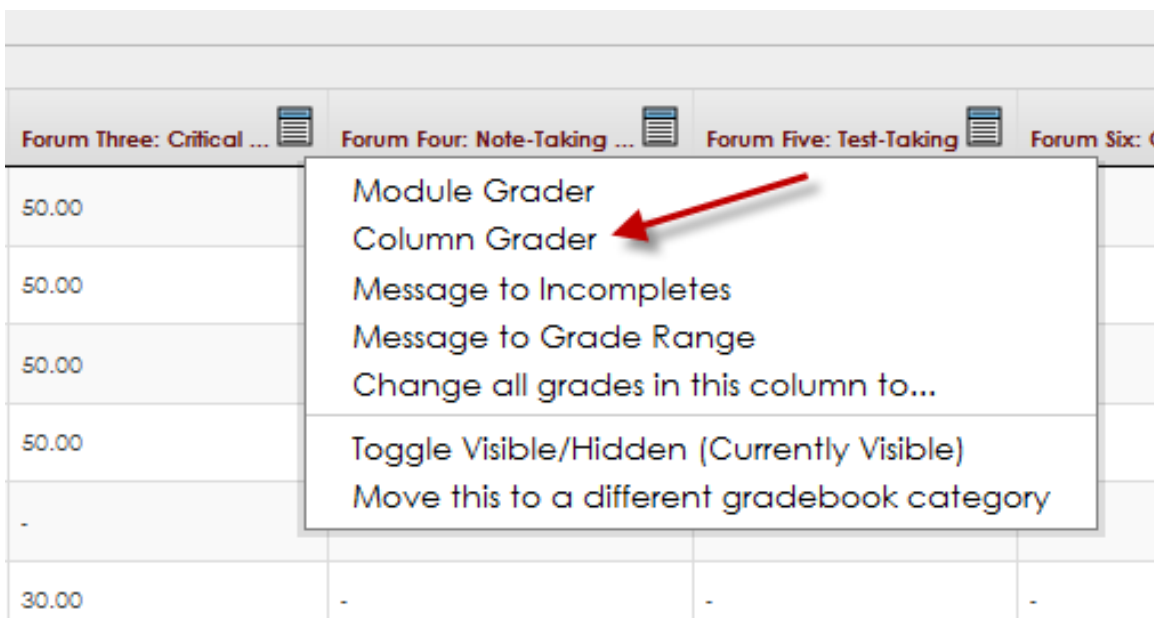 Forum Three: Critical ... Forum Four: Note-Taking ... Forum Five: Test-Taking Forum Six:
50.00
Module Grader
Column Grader
50.00
Message to Incompletes
Message to Grade Range
50.00
Change all grades in this column to...
50.00
Toggle Visible/Hidden (Currently Visible)
Move this to a different gradebook category
-
30.00 - - -